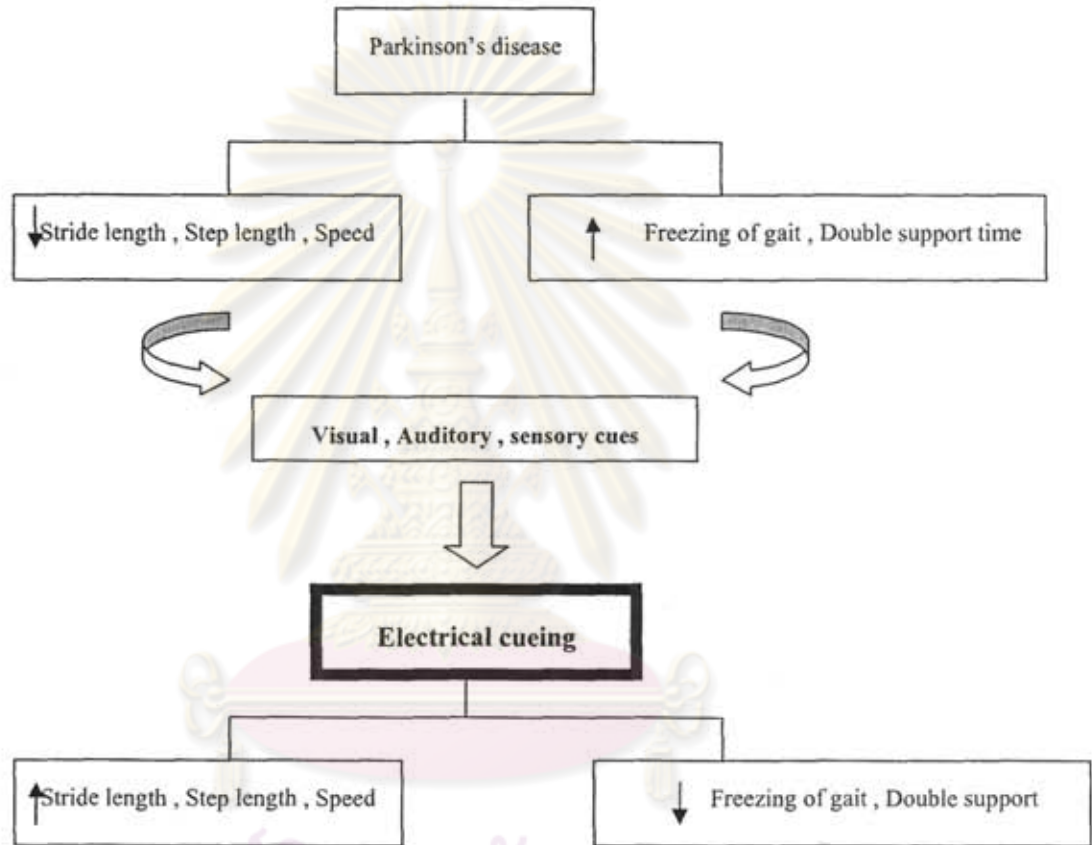 Parkinson's disease
↓Stride length , Step length , Speed
↑ Freezing of gait , Double support time
Visual , Auditory , sensory cues
Electrical cueing
↑Stride length , Step length , Speed
↓ Freezing of gait , Double support